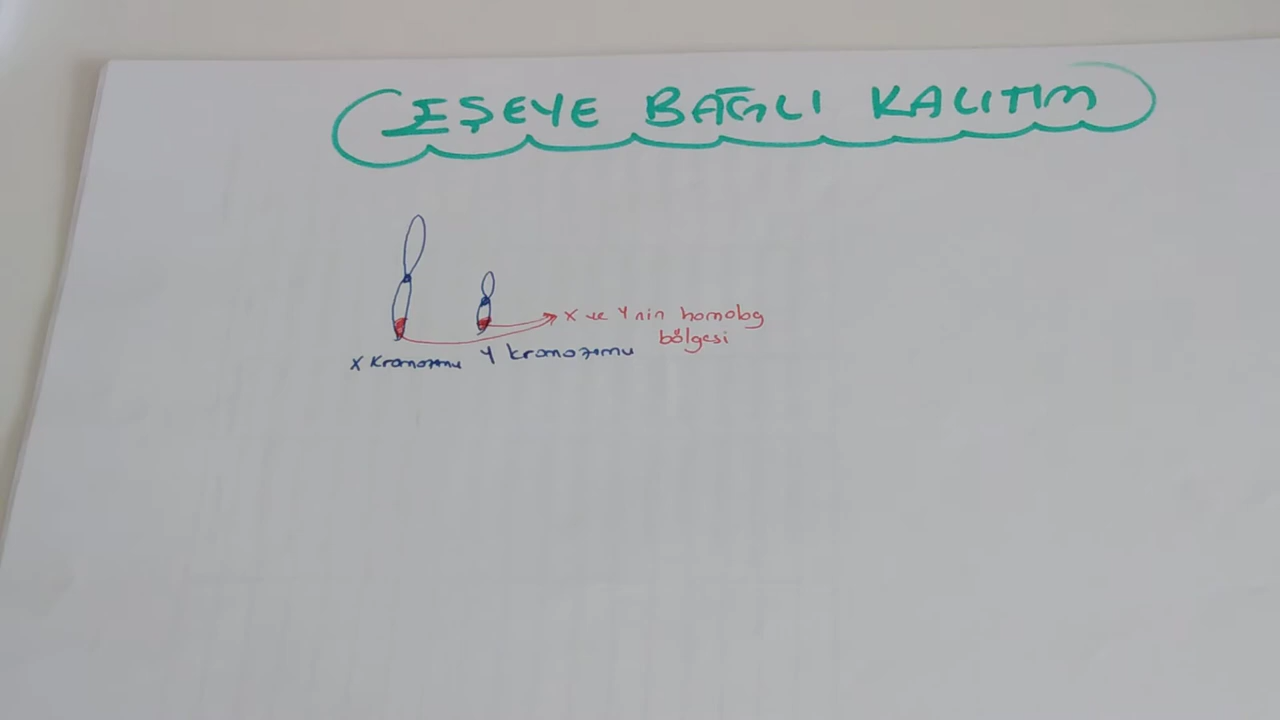 EŞEYE BAĞLI KALITIM
X ve Y nin homolog
bölgesi
X Kromozomu
Y kromozomu